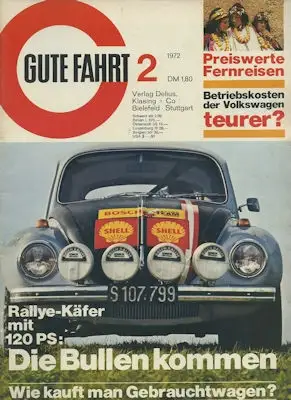 GUTE FAHRT
2
1972
DM 1,80
Verlag Delius,
Klasing + Co
Bielefeld · Stuttgart
Preiswerte
Fernreisen
Betriebskosten
der Volkswagen
teurer?
BOSCH TEAM
SHELL
SHELL
S 107.799
Rallye-Käfer
mit
120 PS:
Die Bullen kommen
Wie kauft man Gebrauchtwagen?